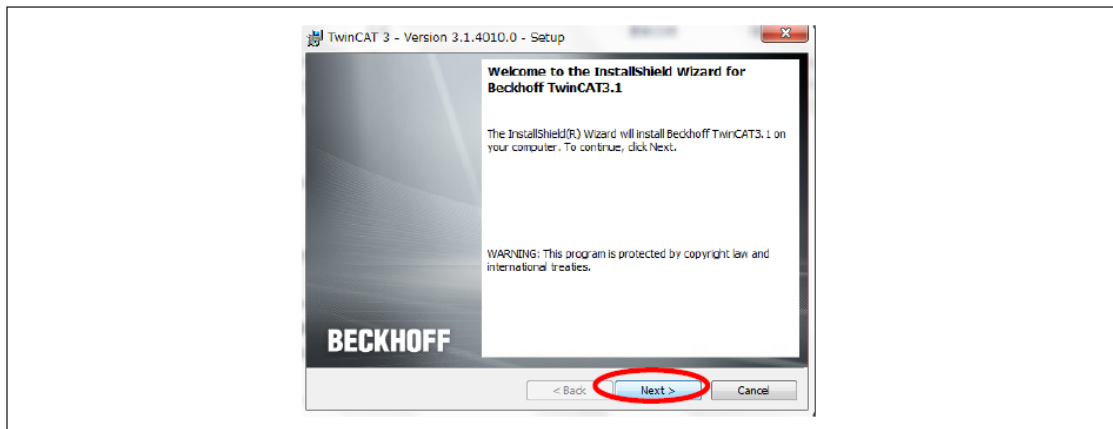 TwinCAT 3 - Version 3.1.4010.0 - Setup
Welcome to the InstallShield Wizard for
Beckhoff TwinCAT3.1
The InstallShield(R) Wizard will install Beckhoff TwinCAT3.1 on
your computer. To continue, click Next.
WARNING: This program is protected by copyright law and
international treaties.
BECKHOFF
< Back
Next >
Cancel